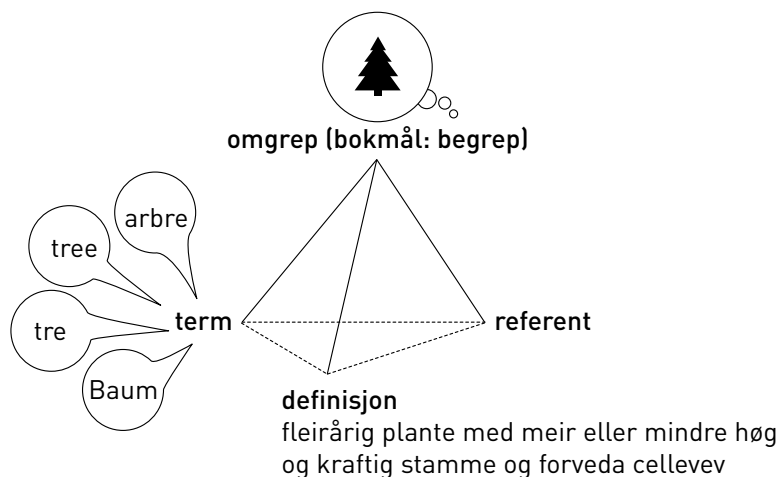 omgrep (bokmål: begrep)
arbre
tree
tre
Baum
term
referent
definisjon
fleirårig plante med meir eller mindre høg
og kraftig stamme og forveda cellevev